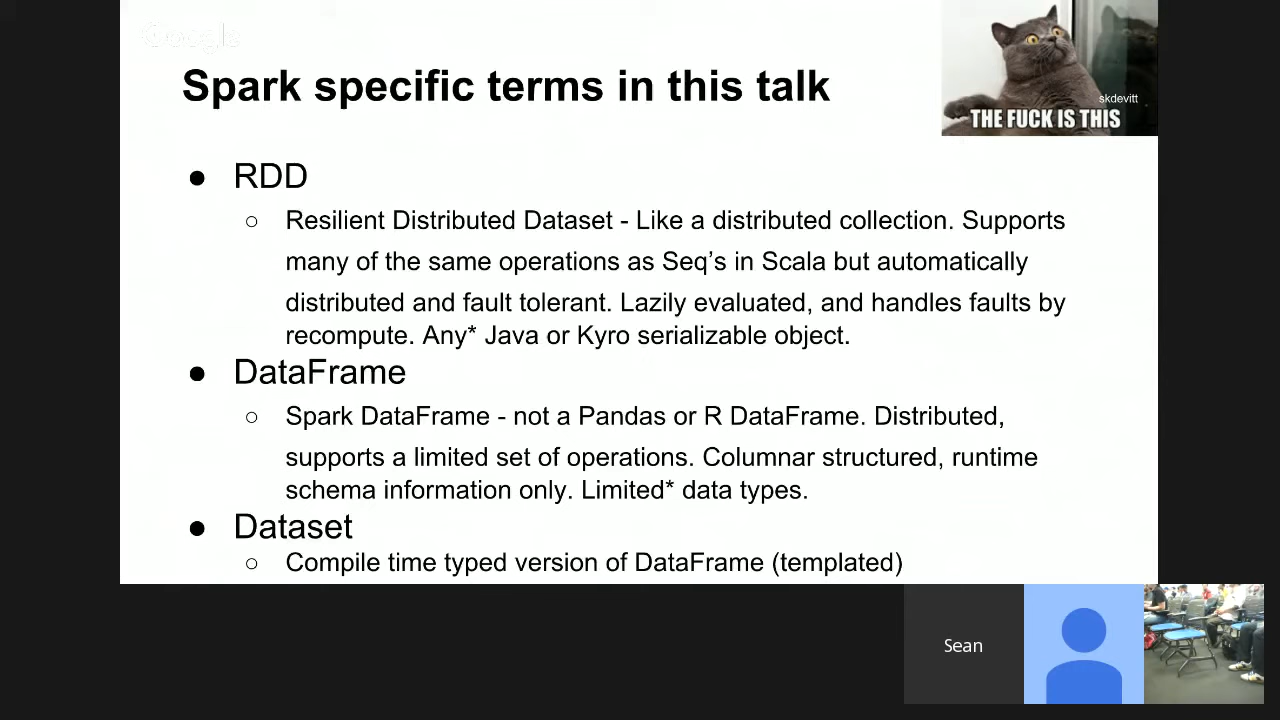 Google
Spark specific terms in this talk
skdevitt
THE FUCK IS THIS
● RDD
○ Resilient Distributed Dataset - Like a distributed collection. Supports
many of the same operations as Seq’s in Scala but automatically
distributed and fault tolerant. Lazily evaluated, and handles faults by
recompute. Any* Java or Kyro serializable object.
● DataFrame
○ Spark DataFrame - not a Pandas or R DataFrame. Distributed,
supports a limited set of operations. Columnar structured, runtime
schema information only. Limited* data types.
● Dataset
○ Compile time typed version of DataFrame (templated)
Sean